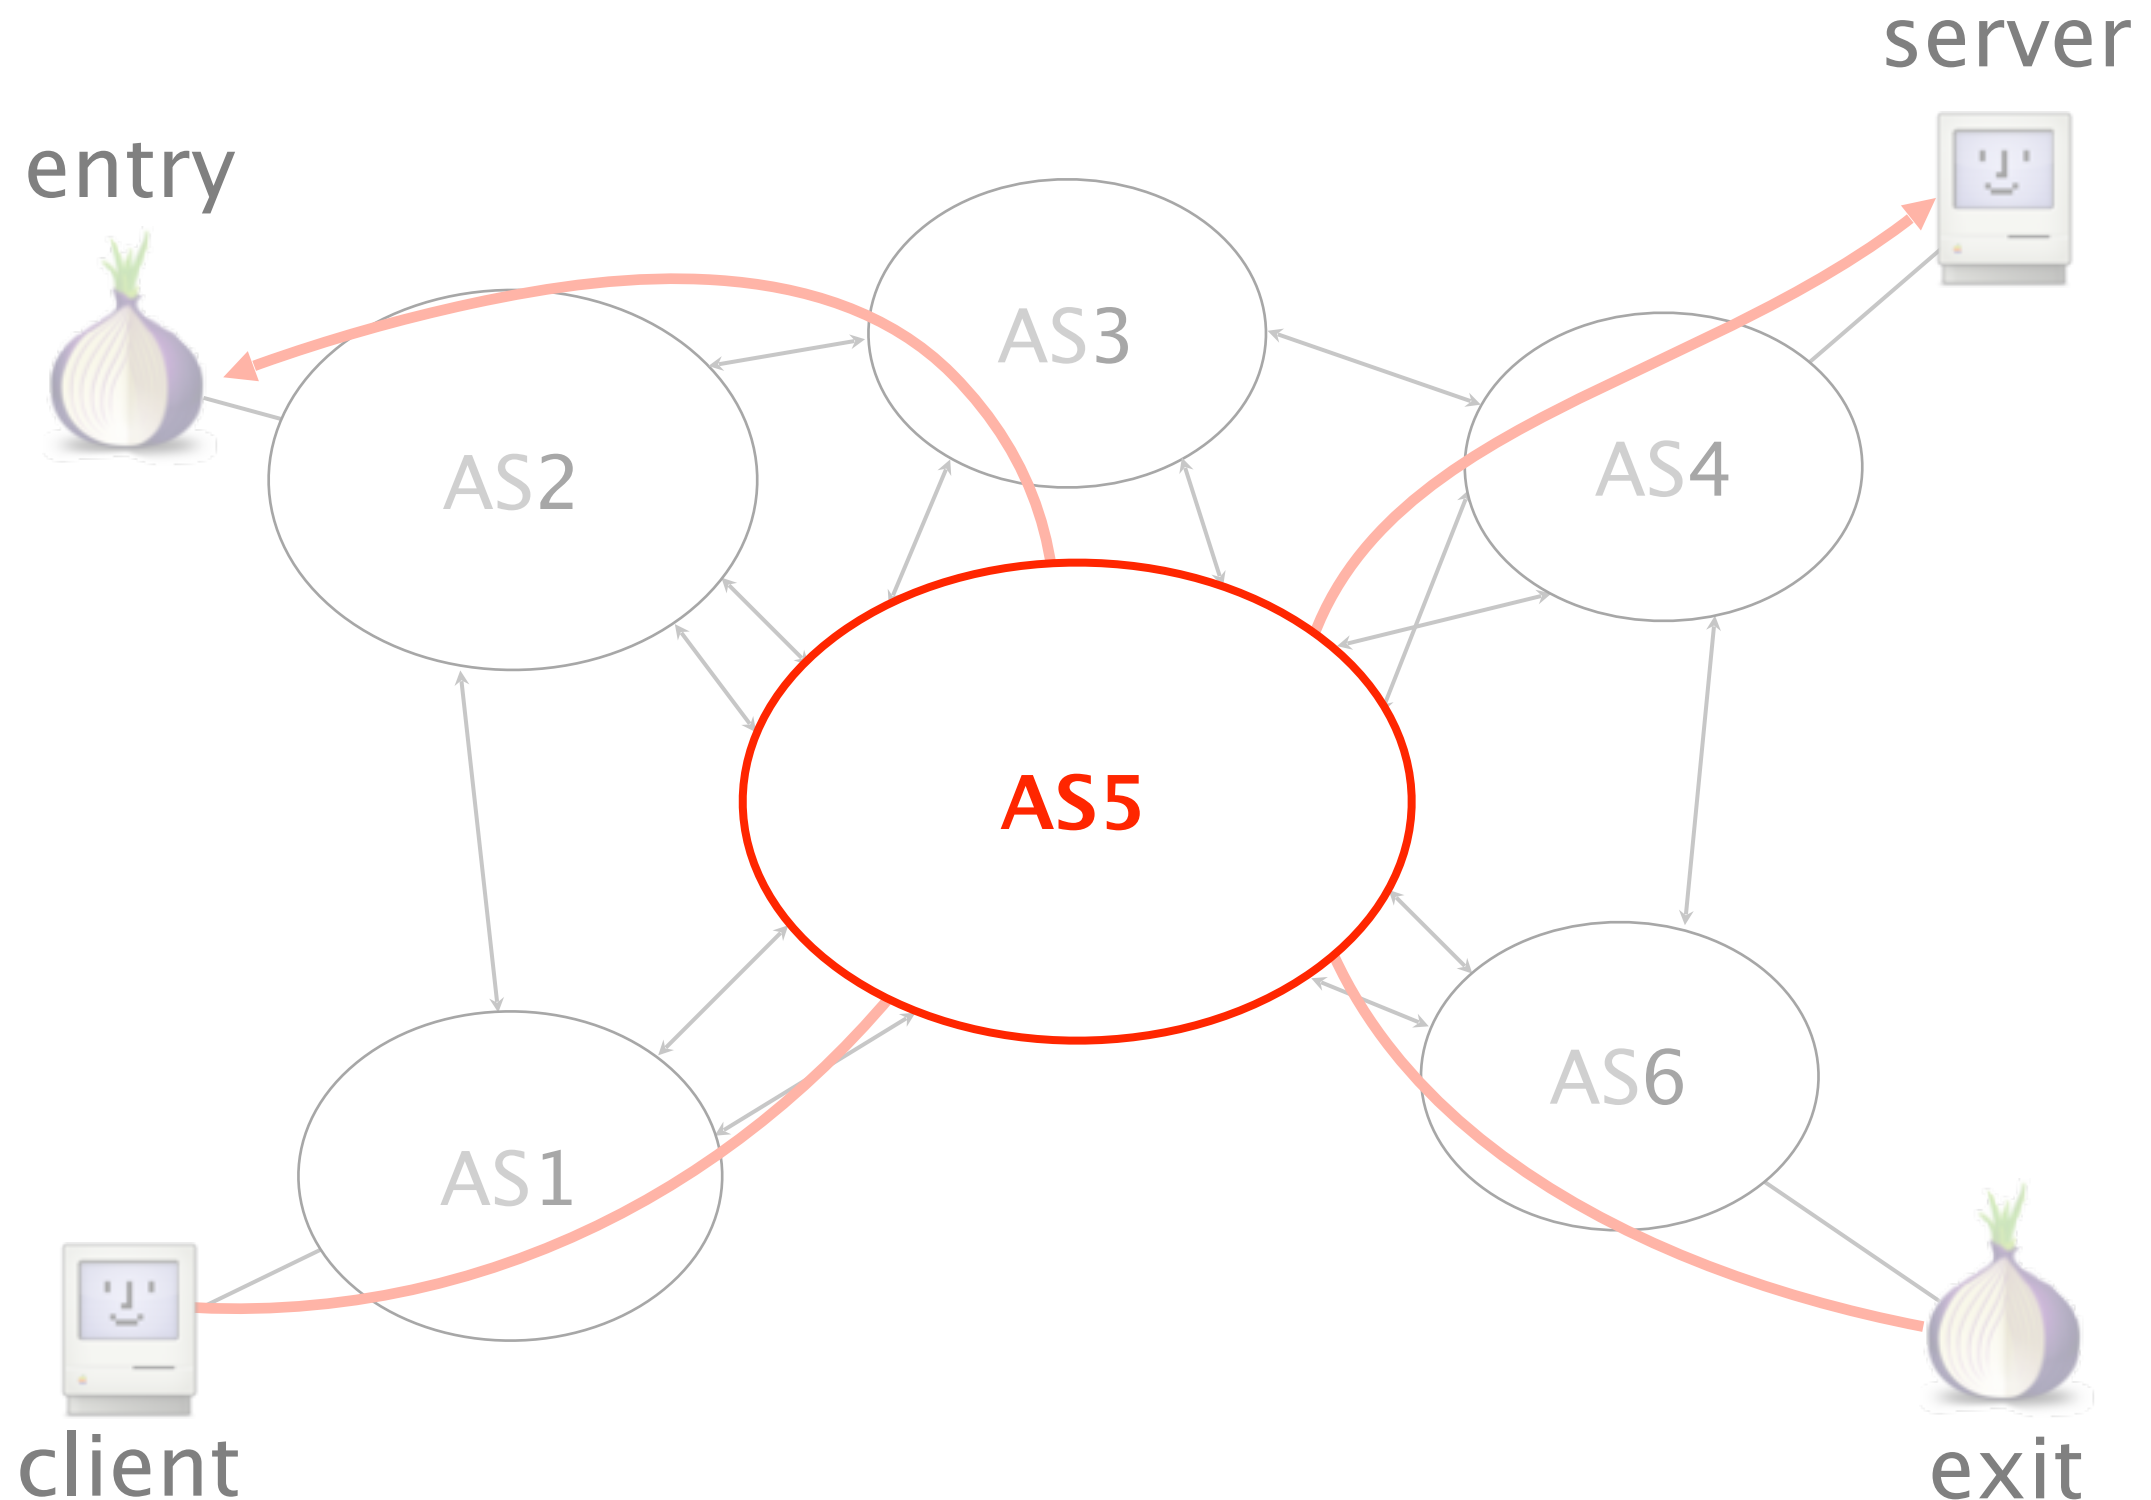 server
entry
AS3
AS4
AS2
AS5
AS6
AS1
client
exit